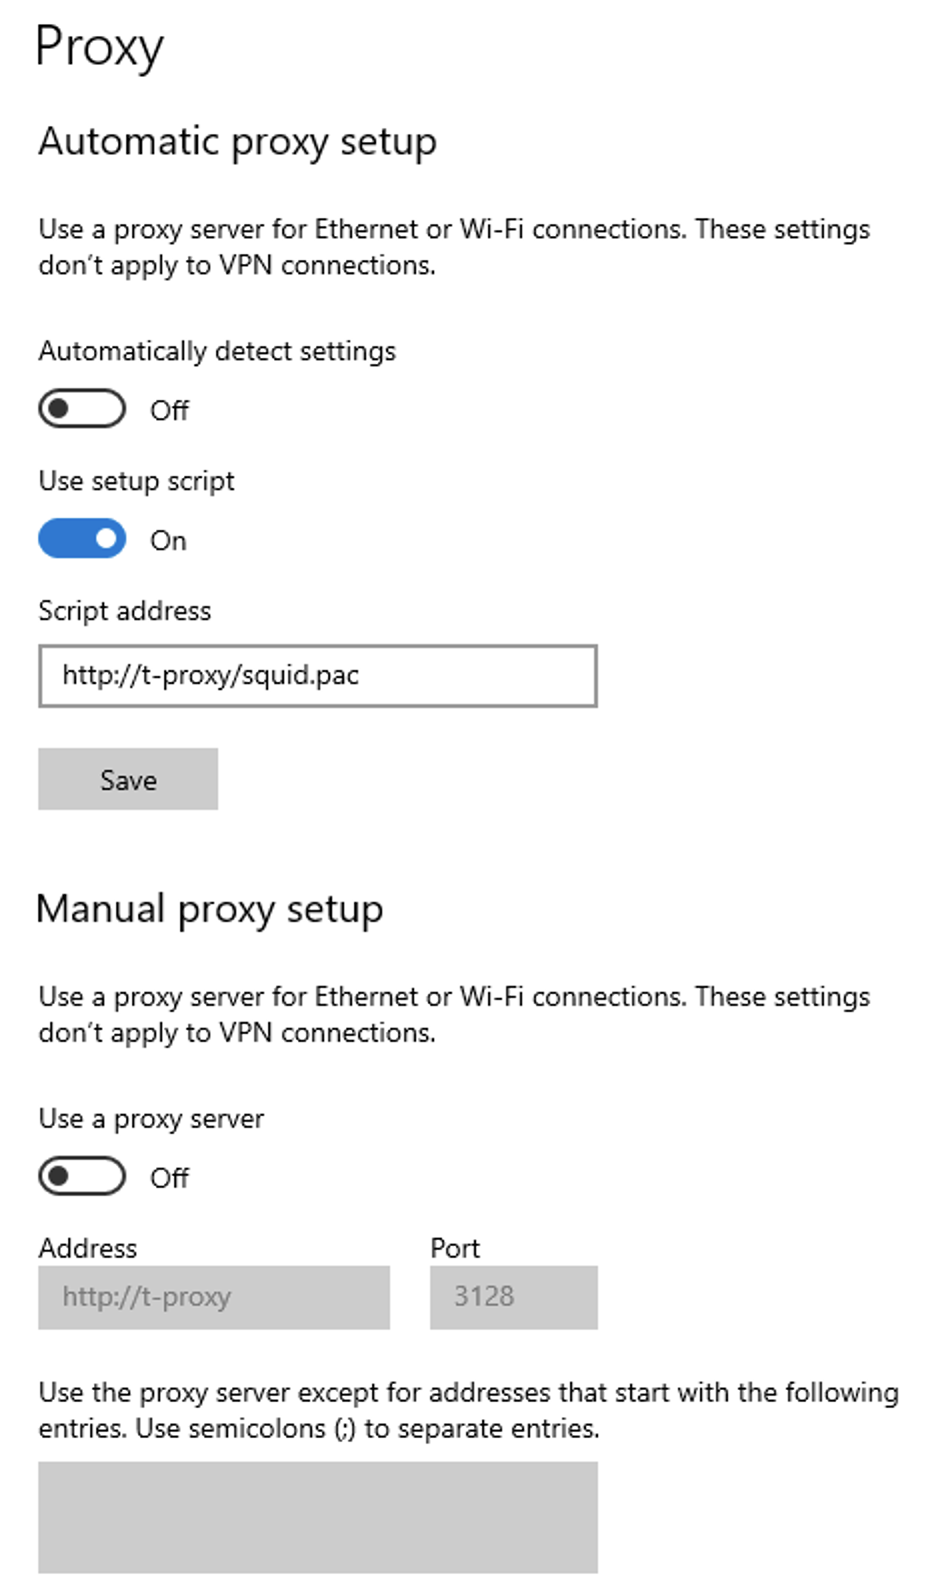 Proxy
Automatic proxy setup
Use a proxy server for Ethernet or Wi-Fi connections. These settings
don't apply to VPN connections.
Automatically detect settings
Off
Use setup script
On
Script address
http://t-proxy/squid.pac
Save
Manual proxy setup
Use a proxy server for Ethernet or Wi-Fi connections. These settings
don't apply to VPN connections.
Use a proxy server
Off
Address Port
http://t-proxy 3128
Use the proxy server except for addresses that start with the following
entries. Use semicolons (;) to separate entries.